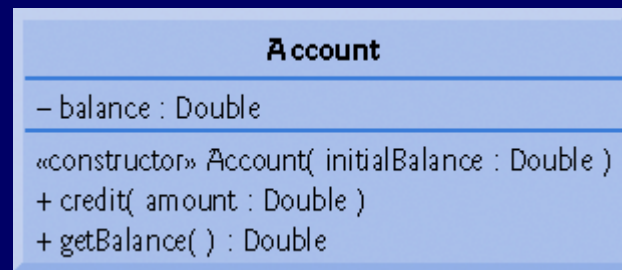 Account
– balance : Double
«constructor» Account( initialBalance : Double )
+ credit( amount : Double )
+ getBalance( ) : Double